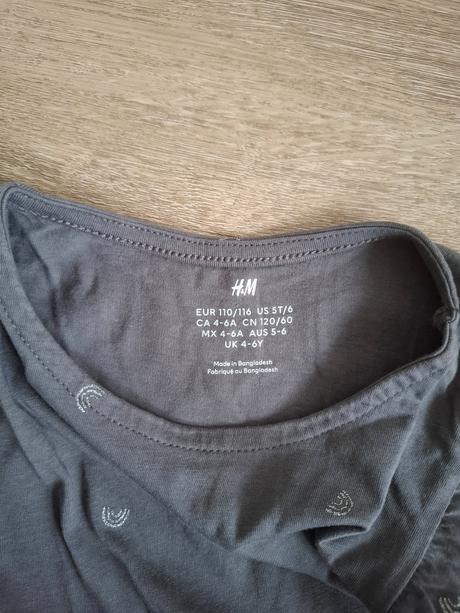 H&M
EUR 110/116 US 5T/6
CA 4-6A CN 120/60
MX 4-6A AUS 5-6
UK 4-6Y
Made in Bangladesh
Fabriqué au Bangladesh